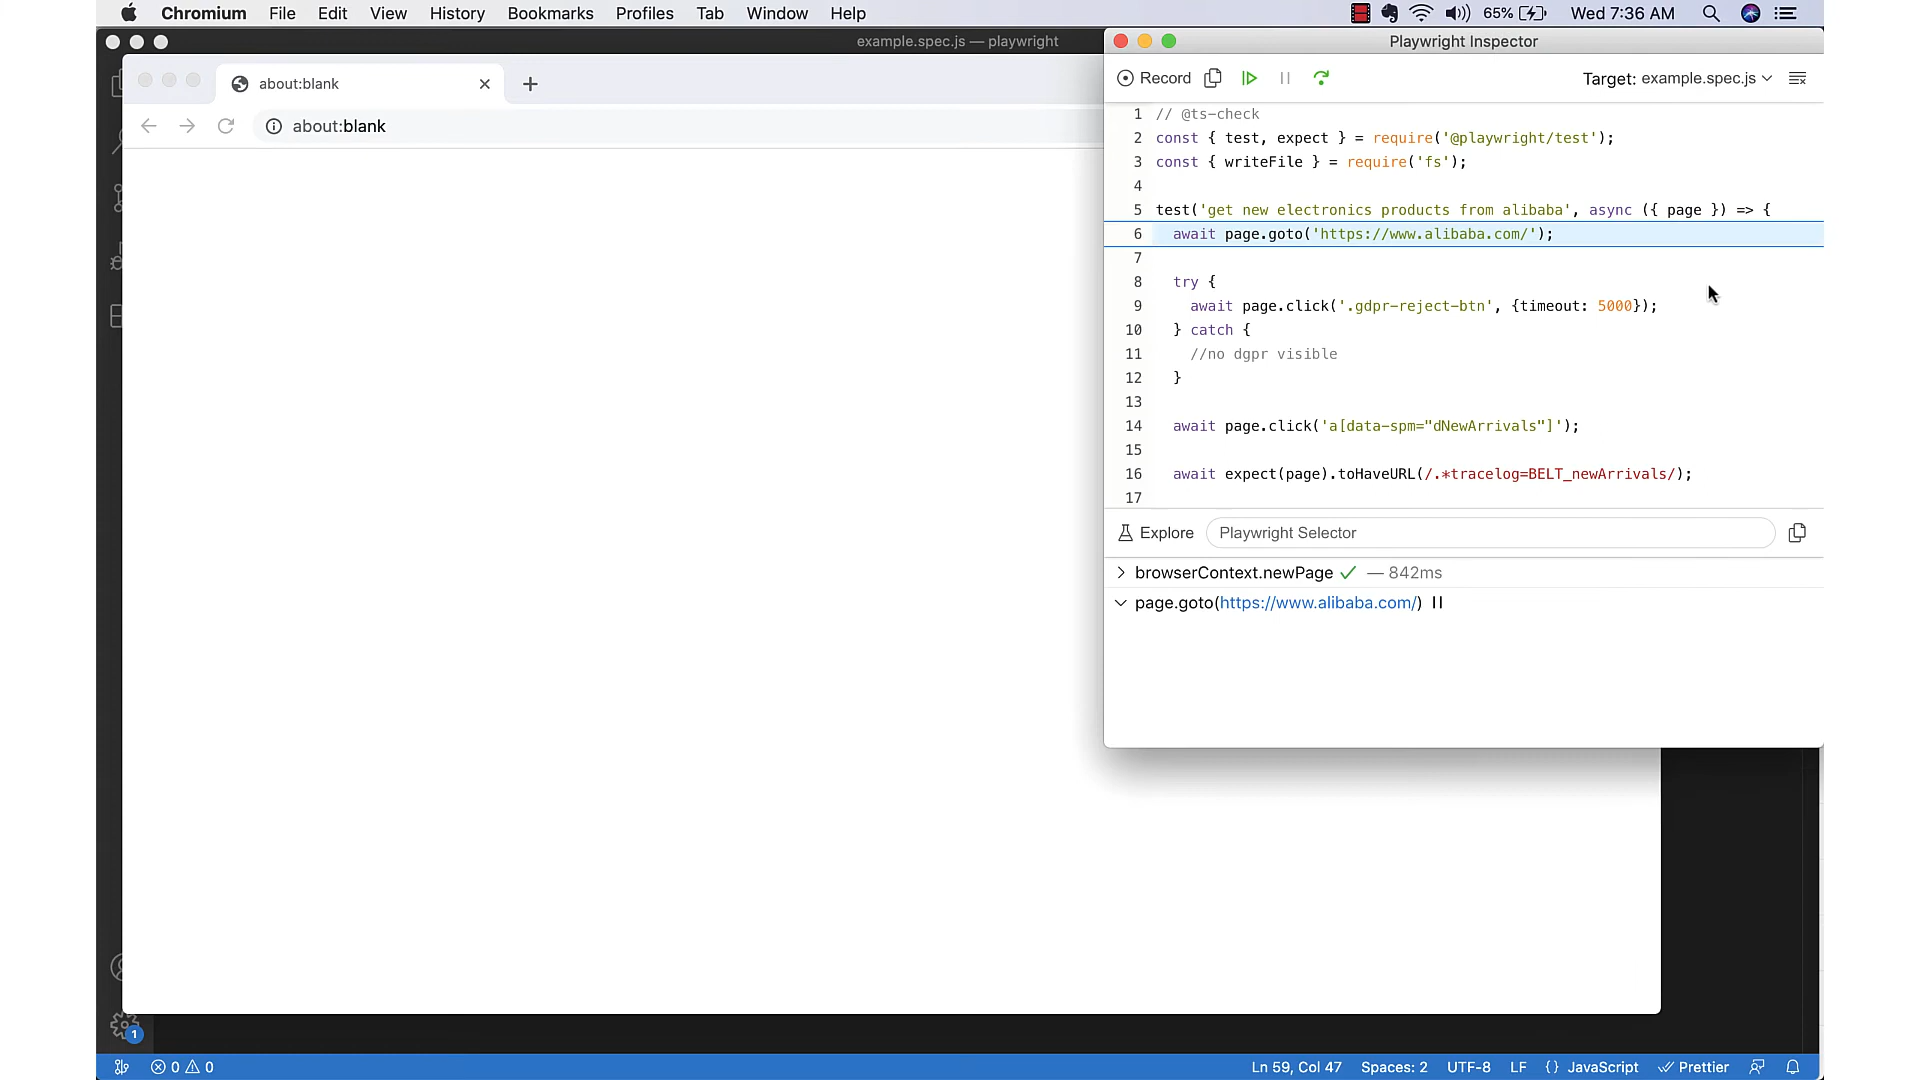 Chromium File Edit View History Bookmarks Profiles Tab Window Help 65% Wed 7:36 AM
example.spec.js — playwright
about:blank
about:blank
Playwright Inspector
Record Target: example.spec.js
1 // @ts-check
2 const { test, expect } = require('@playwright/test');
3 const { writeFile } = require('fs');
4
5 test('get new electronics products from alibaba', async ({ page }) => {
6 await page.goto('https://www.alibaba.com/');
7
8 try {
9 await page.click('.gdpr-reject-btn', {timeout: 5000});
10 } catch {
11 //no dgpr visible
12 }
13
14 await page.click('a[data-spm="dNewArrivals"]');
15
16 await expect(page).toHaveURL(/.*tracelog=BELT_newArrivals/);
17
Explore Playwright Selector
browserContext.newPage ✓ — 842ms
page.goto(https://www.alibaba.com/)
1
0 0 Ln 59, Col 47 Spaces: 2 UTF-8 LF {} JavaScript Prettier